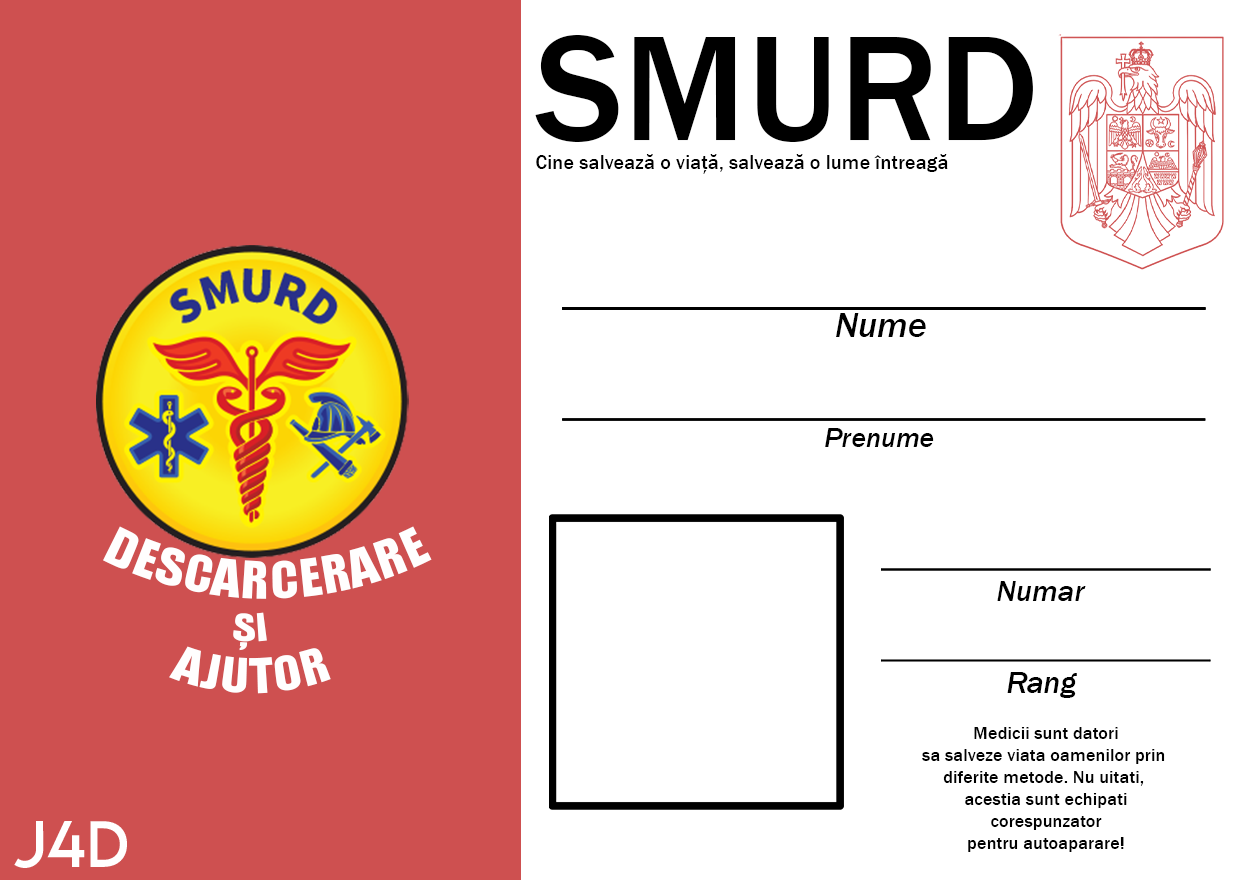 SMURD
DESCARCERARE
ȘI
AJUTOR
J4D
SMURD
Cine salvează o viață, salvează o lume întreagă
Nume
Prenume
Numar
Rang
Medicii sunt datori
sa salveze viata oamenilor prin
diferite metode. Nu uitati,
acestia sunt echipati
corespunzator
pentru autoaparare!